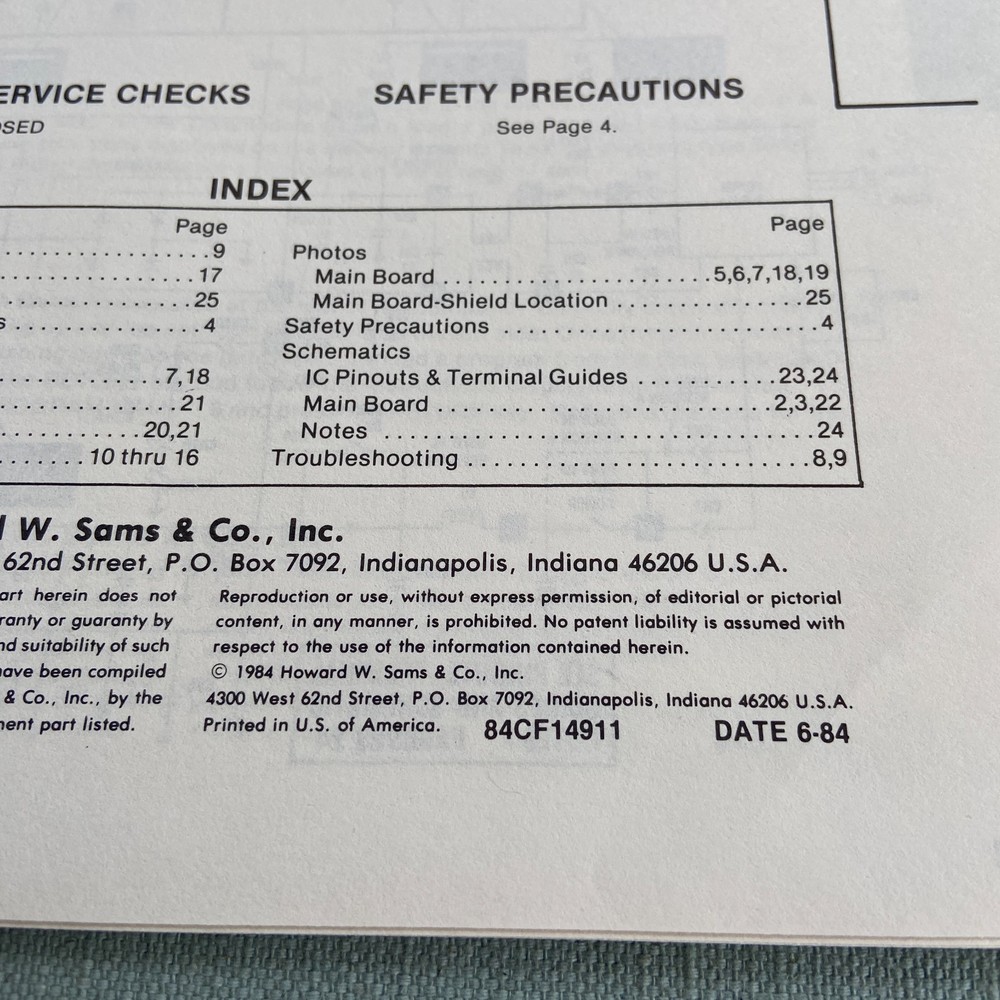 ERVICE CHECKS
OSED
SAFETY PRECAUTIONS
See Page 4.
INDEX
Page
....................9
....................17
....................25
s....................4
....................7,18
....................21
....................20,21
........10 thru 16
Page
Photos
Main Board ....................5,6,7,18,19
Main Board-Shield Location ..............25
Safety Precautions ........................4
Schematics
IC Pinouts & Terminal Guides ...........23,24
Main Board ..........................2,3,22
Notes ................................24
Troubleshooting ..........................8,9
W. Sams & Co., Inc.
62nd Street, P.O. Box 7092, Indianapolis, Indiana 46206 U.S.A.
art herein does not
ranty or guaranty by
nd suitability of such
have been compiled
& Co., Inc., by the
nent part listed.
Reproduction or use, without express permission, of editorial or pictorial
content, in any manner, is prohibited. No patent liability is assumed with
respect to the use of the information contained herein.
© 1984 Howard W. Sams & Co., Inc.
4300 West 62nd Street, P.O. Box 7092, Indianapolis, Indiana 46206 U.S.A.
Printed in U.S. of America. 84CF14911 DATE 6-84